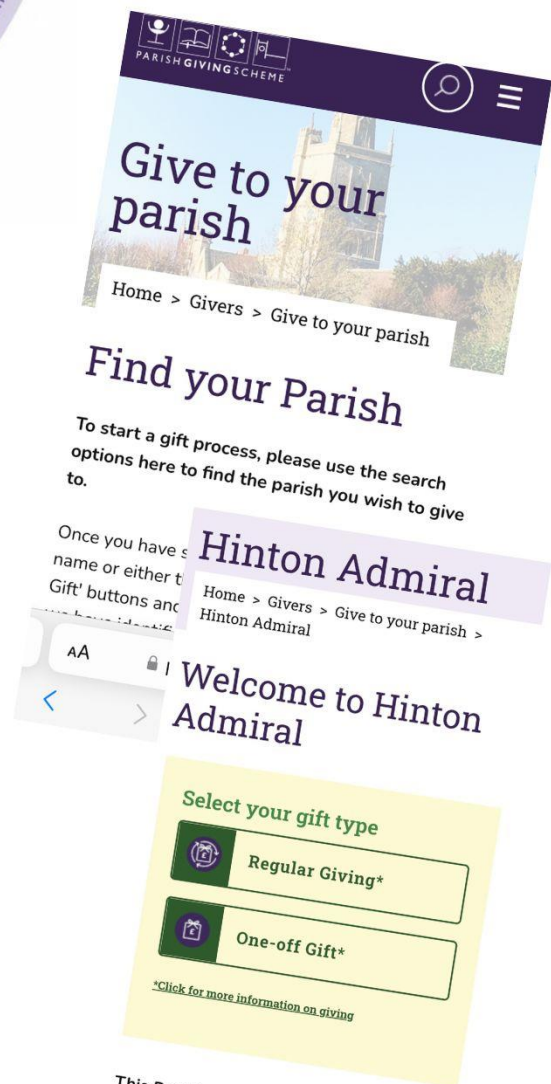 PARISH GIVING SCHEME
Give to your
parish
Home > Givers > Give to your parish
Find your Parish
To start a gift process, please use the search
options here to find the parish you wish to give
to.
Once you have s
name or either t
Gift' buttons and
AA
Hinton Admiral
Home > Givers > Give to your parish >
Hinton Admiral
Welcome to Hinton
Admiral
Select your gift type
£
Regular Giving*
£
One-off Gift*
*Click for more information on giving